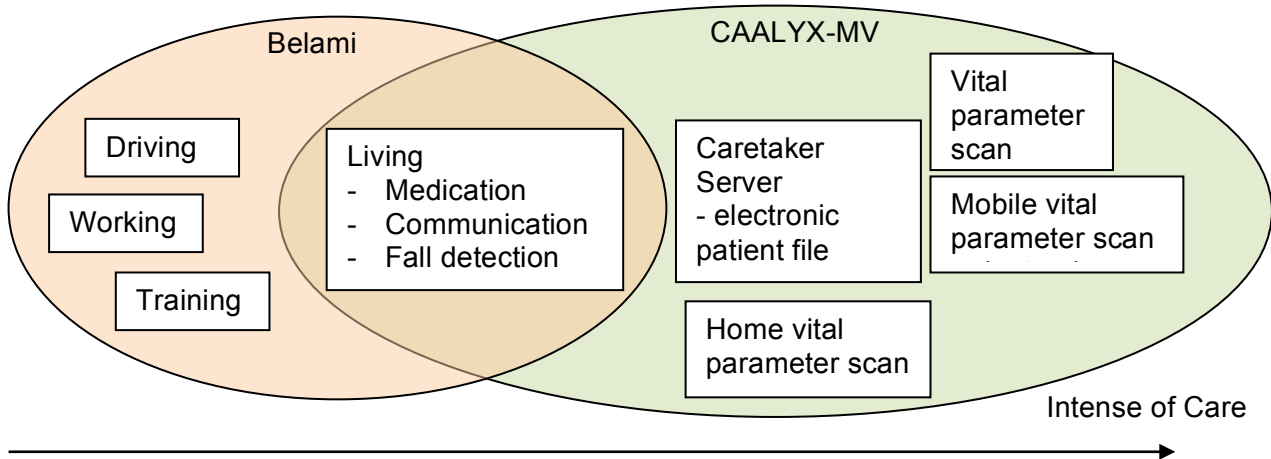 Belami
CAALYX-MV
Driving
Working
Training
Living
- Medication
- Communication
- Fall detection
Caretaker
Server
- electronic
patient file
Vital
parameter
scan
Mobile vital
parameter scan
Home vital
parameter scan
Intense of Care